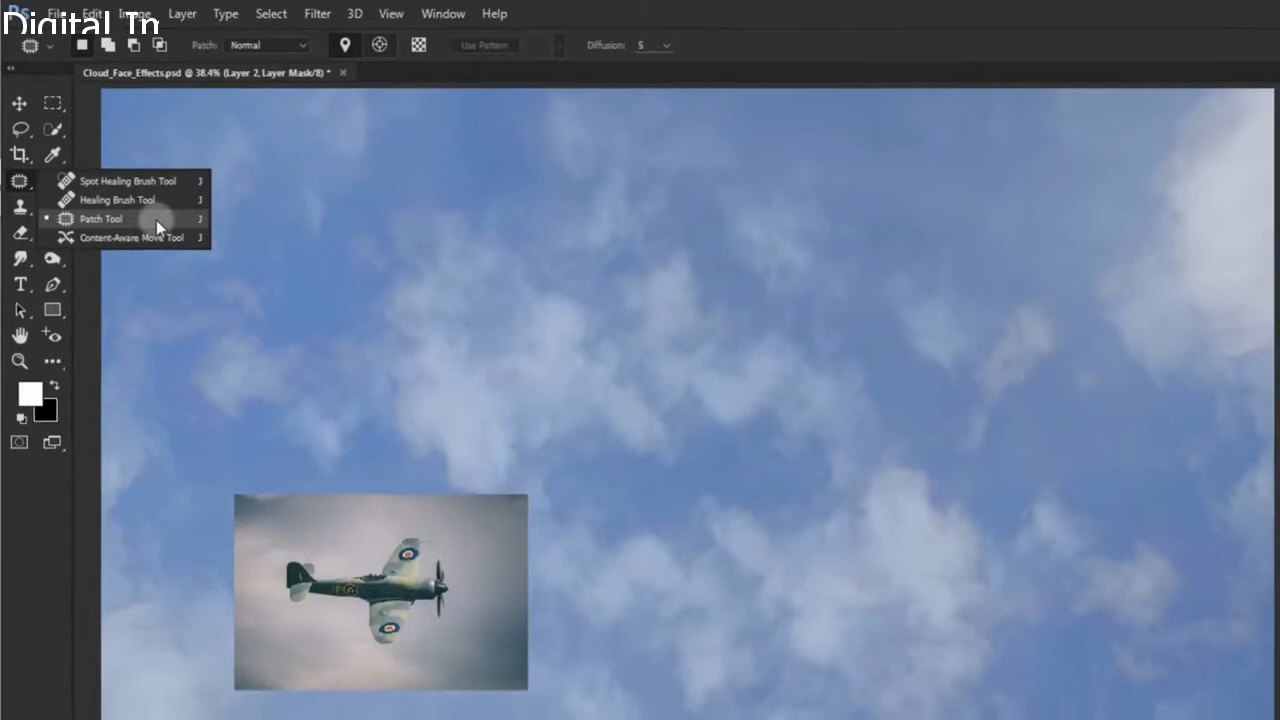 Ps File Edit Image Layer Type Select Filter 3D View Window Help
Digital
Patch: Normal Use Pattern Diffusion: 5
Cloud_Face_Effects.psd @ 38.4% (Layer 2, Layer Mask/8) * ×
Spot Healing Brush Tool J
Healing Brush Tool J
Patch Tool J
Content-Aware Move Tool J